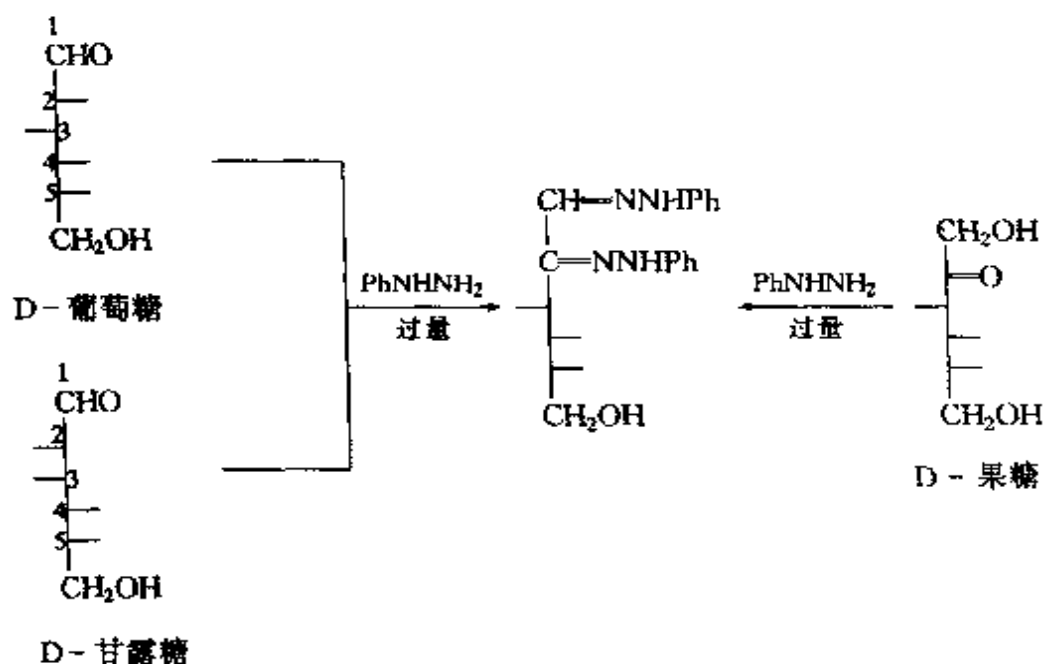 1
CHO
2
3
4
5
CH₂OH
D-葡萄糖
1
CHO
2
3
4
5
CH₂OH
D-甘露糖
PhNHNH₂
过量
CH=NNHPh
C=NNHPh
CH₂OH
PhNHNH₂
过量
CH₂OH
=O
CH₂OH
D-果糖